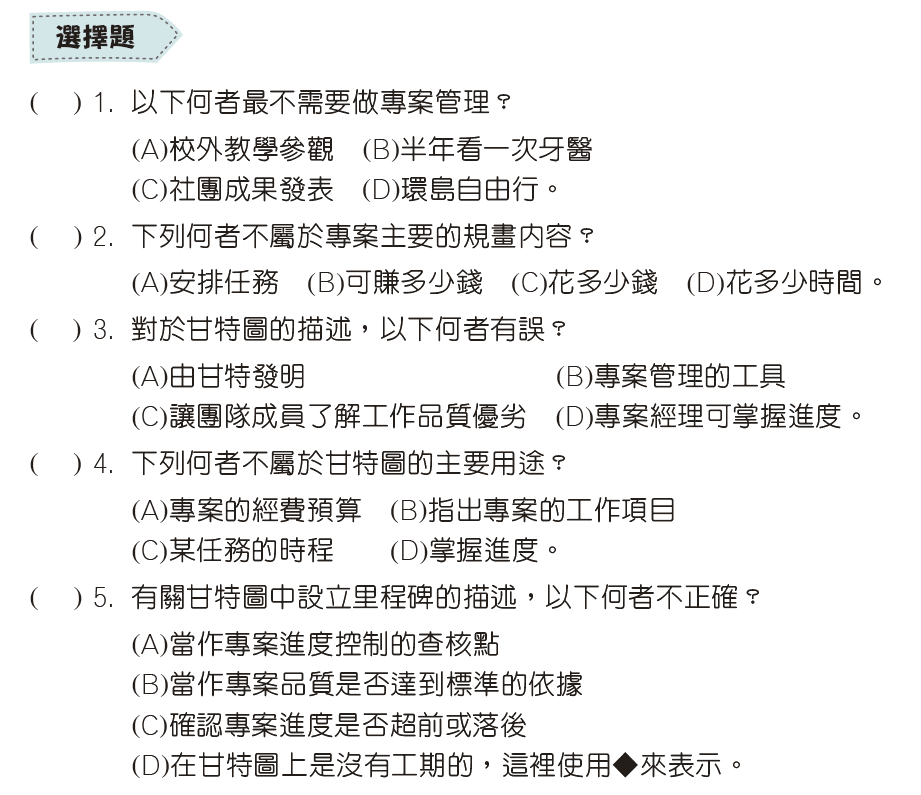 選擇題
(　) 1. 以下何者最不需要做專案管理？
(A)校外教學參觀　(B)半年看一次牙醫
(C)社團成果發表　(D)環島自由行。
(　) 2. 下列何者不屬於專案主要的規畫內容？
(A)安排任務　(B)可賺多少錢　(C)花多少錢　(D)花多少時間。
(　) 3. 對於甘特圖的描述，以下何者有誤？
(A)由甘特發明　(B)專案管理的工具
(C)讓團隊成員了解工作品質優劣　(D)專案經理可掌握進度。
(　) 4. 下列何者不屬於甘特圖的主要用途？
(A)專案的經費預算　(B)指出專案的工作項目
(C)某任務的時程　(D)掌握進度。
(　) 5. 有關甘特圖中設立里程碑的描述，以下何者不正確？
(A)當作專案進度控制的查核點
(B)當作專案品質是否達到標準的依據
(C)確認專案進度是否超前或落後
(D)在甘特圖上是沒有工期的，這裡使用◆來表示。